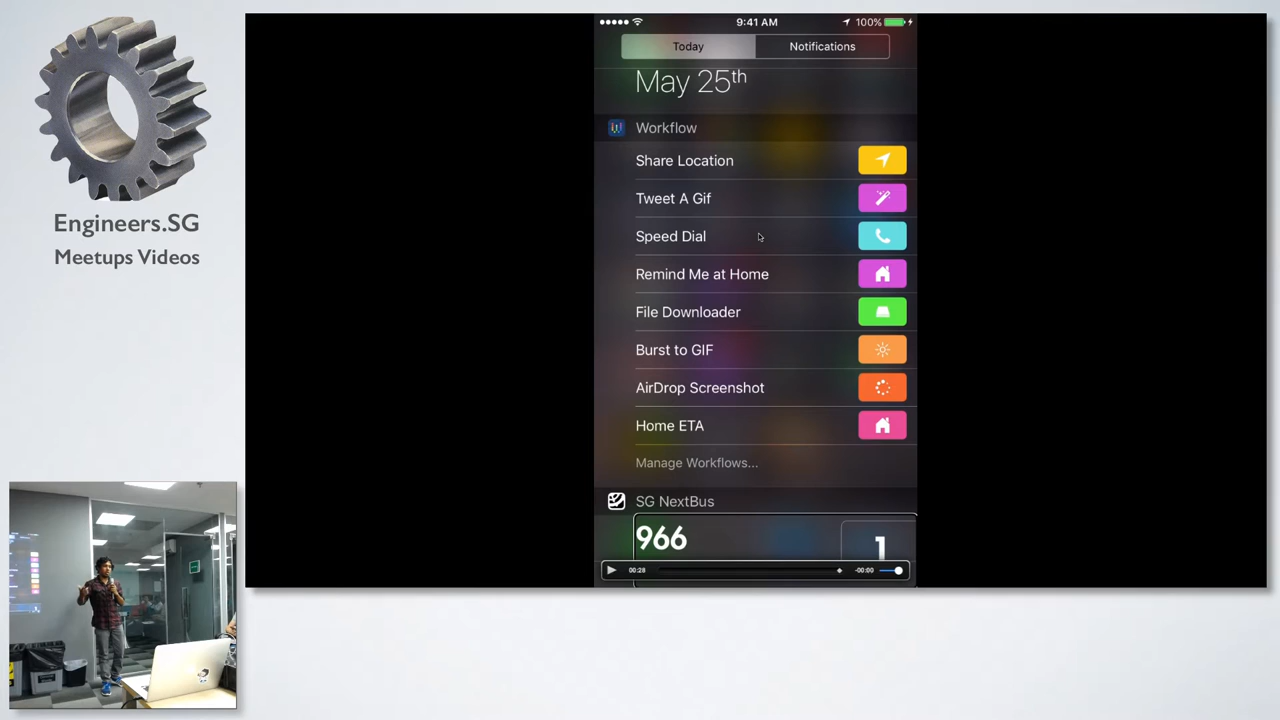 Engineers.SG
Meetups Videos
9:41 AM
100%
Today
Notifications
May 25th
Workflow
Share Location
Tweet A Gif
Speed Dial
Remind Me at Home
File Downloader
Burst to GIF
AirDrop Screenshot
Home ETA
Manage Workflows...
SG NextBus
966
1
00:28
-00:00